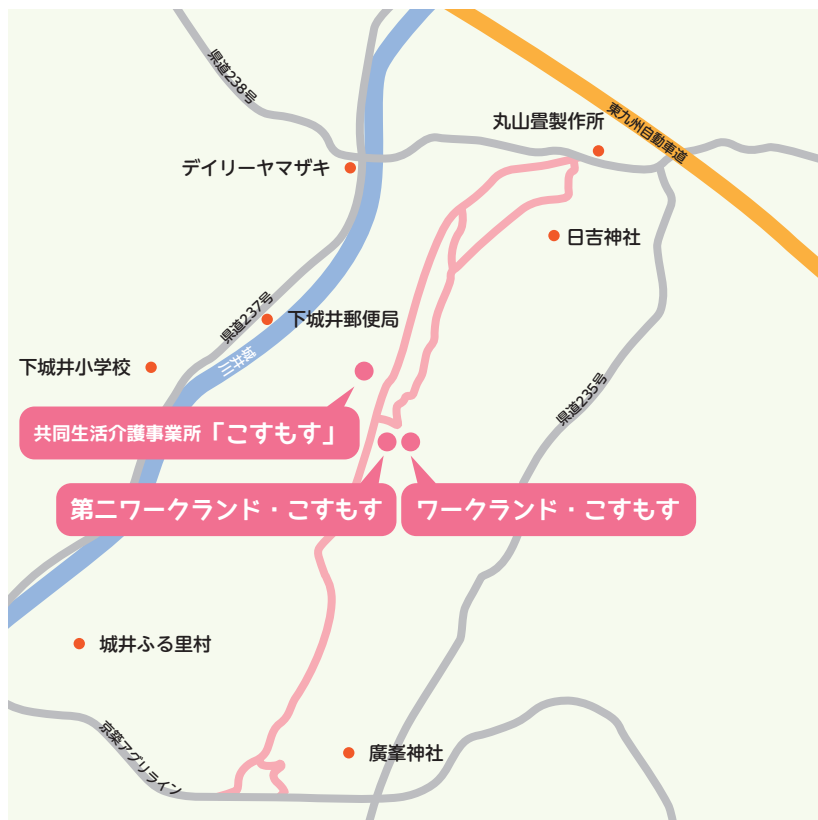 県道238号
丸山畳製作所
東九州自動車道
デイリーヤマザキ
日吉神社
県道237号
下城井郵便局
城井川
下城井小学校
県道235号
共同生活介護事業所「こすもす」
第二ワークランド・こすもす
ワークランド・こすもす
城井ふる里村
京築アグリライン
廣峯神社